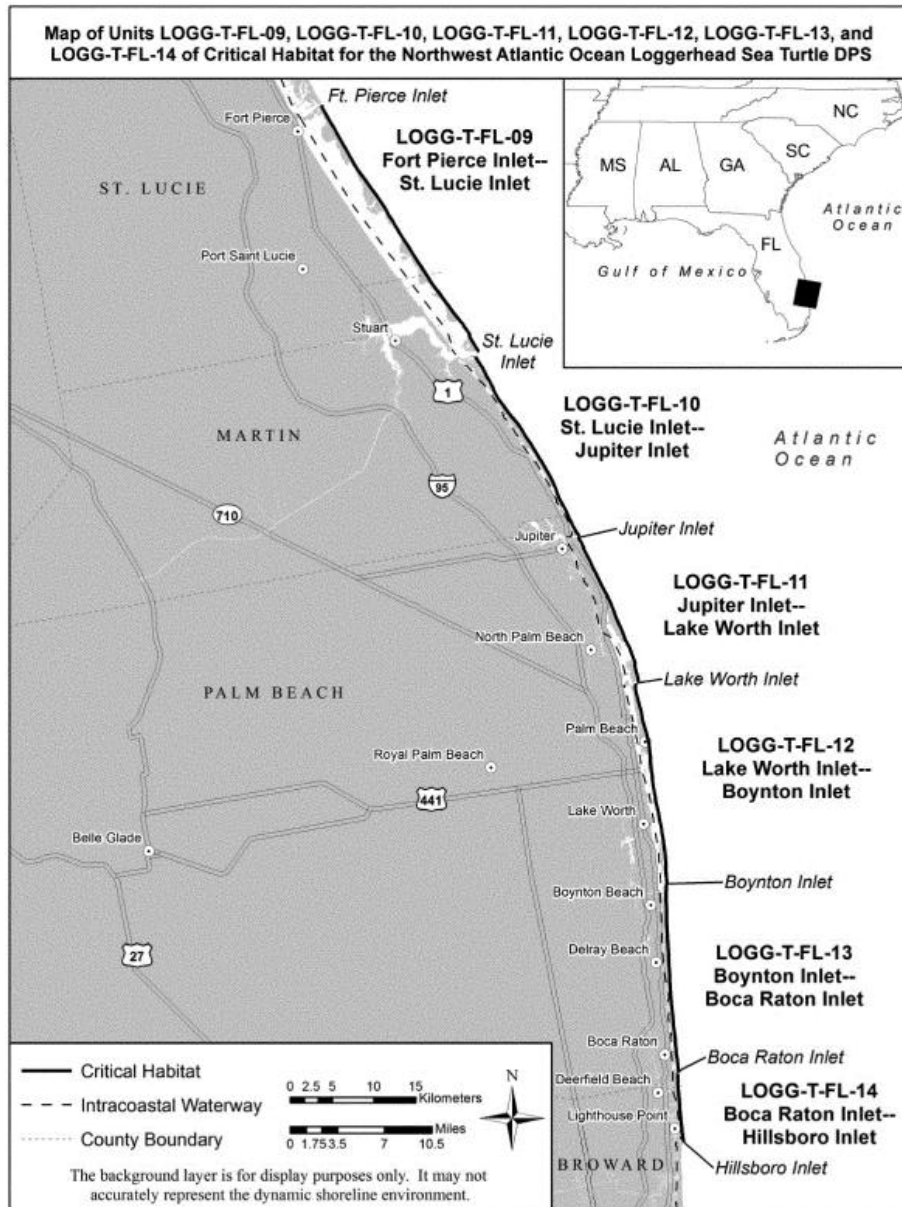 Map of Units LOGG-T-FL-09, LOGG-T-FL-10, LOGG-T-FL-11, LOGG-T-FL-12, LOGG-T-FL-13, and
LOGG-T-FL-14 of Critical Habitat for the Northwest Atlantic Ocean Loggerhead Sea Turtle DPS
Ft. Pierce Inlet
Fort Pierce
LOGG-T-FL-09
Fort Pierce Inlet--
St. Lucie Inlet
NC
SC
MS
AL
GA
Atlantic
Ocean
FL
Gulf of Mexico
ST. LUCIE
Port Saint Lucie
Stuart
St. Lucie
Inlet
1
LOGG-T-FL-10
St. Lucie Inlet--
Jupiter Inlet
Atlantic
Ocean
MARTIN
95
710
Jupiter
Jupiter Inlet
LOGG-T-FL-11
Jupiter Inlet--
Lake Worth Inlet
North Palm Beach
Lake Worth Inlet
PALM BEACH
Palm Beach
LOGG-T-FL-12
Lake Worth Inlet--
Boynton Inlet
Royal Palm Beach
441
Lake Worth
Belle Glade
Boynton Inlet
Boynton Beach
27
Delray Beach
LOGG-T-FL-13
Boynton Inlet--
Boca Raton Inlet
Boca Raton
Boca Raton Inlet
Deerfield Beach
LOGG-T-FL-14
Boca Raton Inlet--
Hillsboro Inlet
Lighthouse Point
BROWARD
Hillsboro Inlet
Critical Habitat
Intracoastal Waterway
County Boundary
0 2.5 5 10 15
Kilometers
Miles
0 1.75 3.5 7 10.5
N
The background layer is for display purposes only. It may not
accurately represent the dynamic shoreline environment.